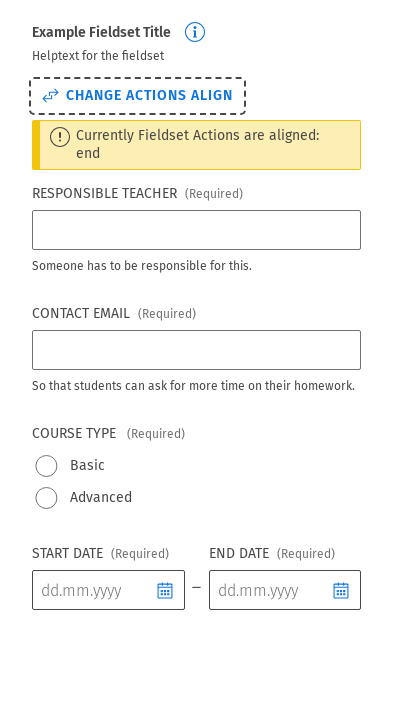 Example Fieldset Title
Helptext for the fieldset
CHANGE ACTIONS ALIGN
Currently Fieldset Actions are aligned:
end
RESPONSIBLE TEACHER (Required)
Someone has to be responsible for this.
CONTACT EMAIL (Required)
So that students can ask for more time on their homework.
COURSE TYPE (Required)
Basic
Advanced
START DATE (Required) END DATE (Required)
dd.mm.yyyy – dd.mm.yyyy